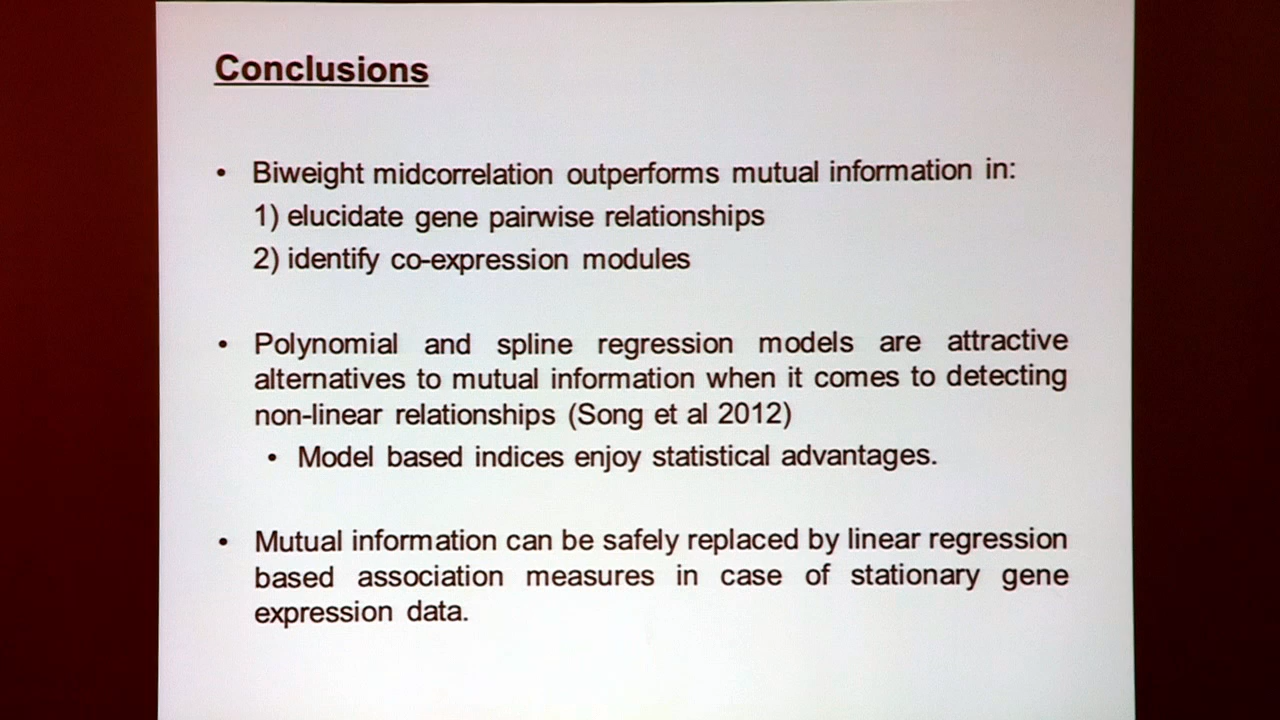 Conclusions
• Biweight midcorrelation outperforms mutual information in:
1) elucidate gene pairwise relationships
2) identify co-expression modules
• Polynomial and spline regression models are attractive
alternatives to mutual information when it comes to detecting
non-linear relationships (Song et al 2012)
• Model based indices enjoy statistical advantages.
• Mutual information can be safely replaced by linear regression
based association measures in case of stationary gene
expression data.